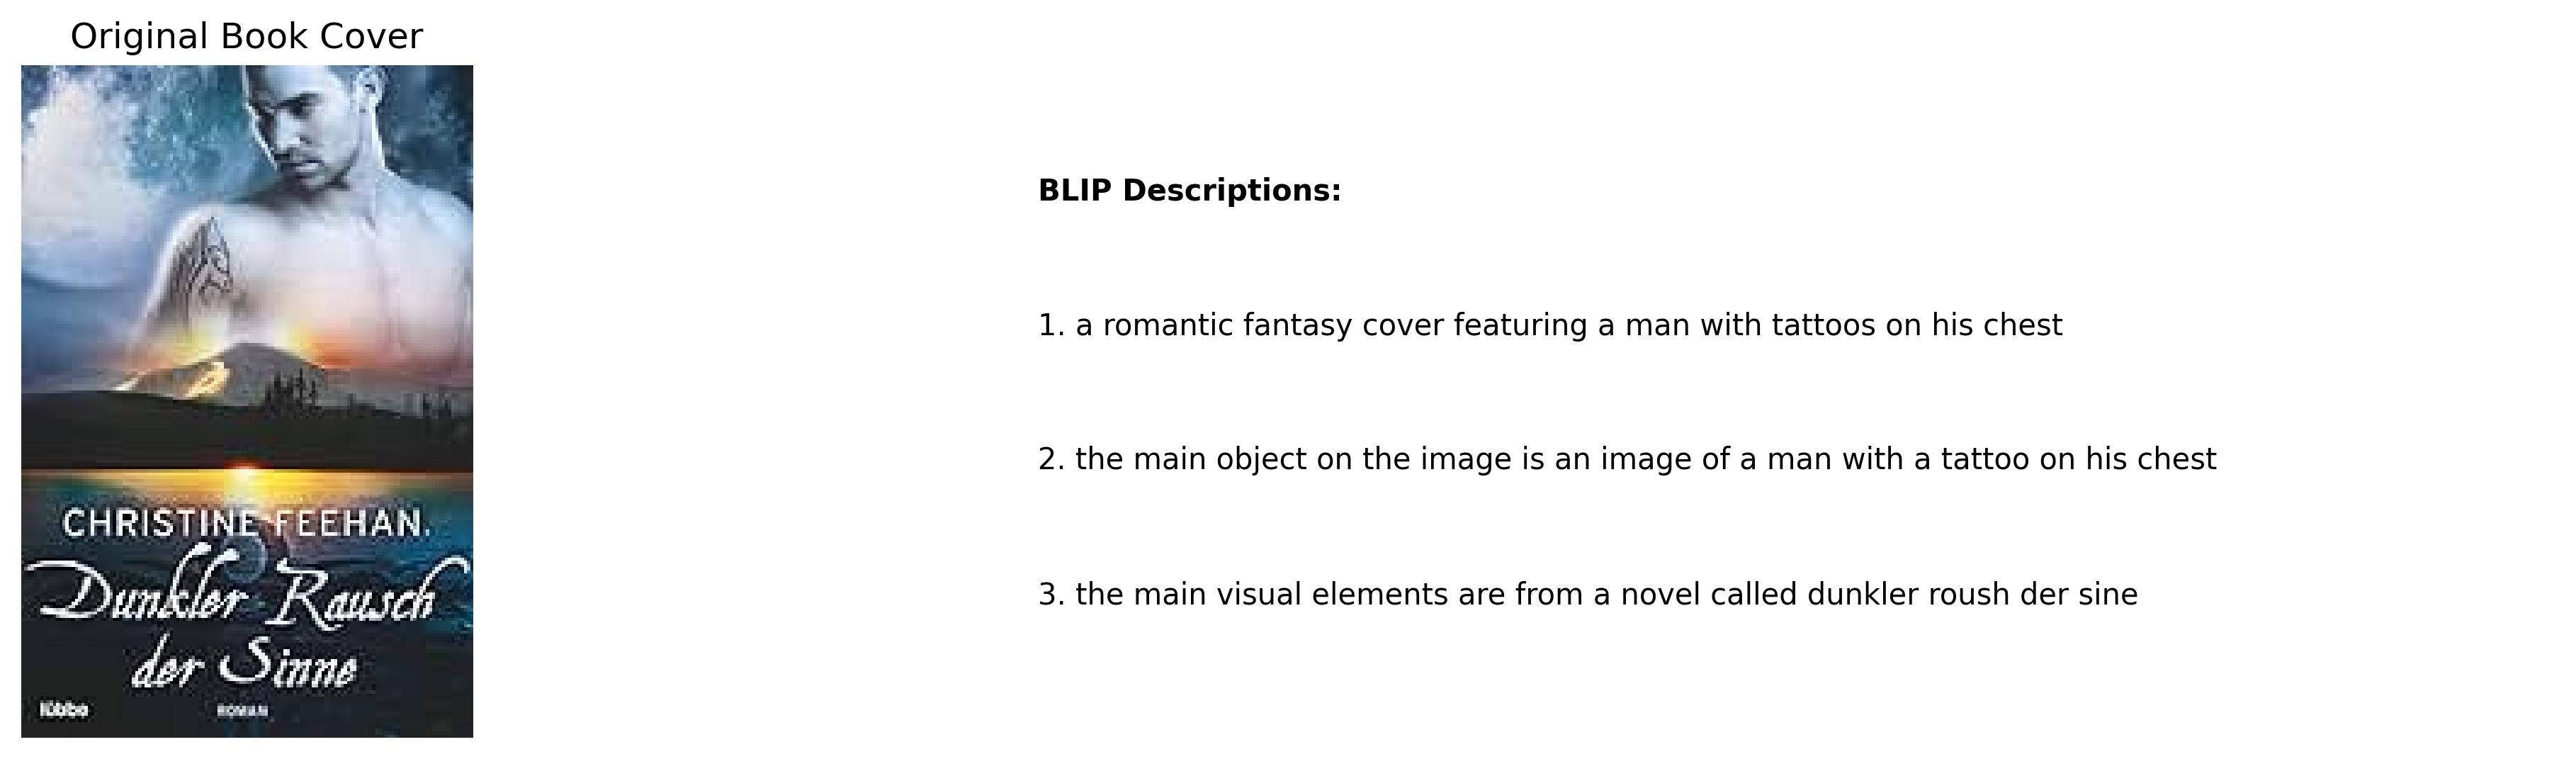 Original Book Cover
CHRISTINE FEEHAN.
Dunkler Rausch
der Sinne
lübbe
ROMAN
BLIP Descriptions:
1. a romantic fantasy cover featuring a man with tattoos on his chest
2. the main object on the image is an image of a man with a tattoo on his chest
3. the main visual elements are from a novel called dunkler roush der sine